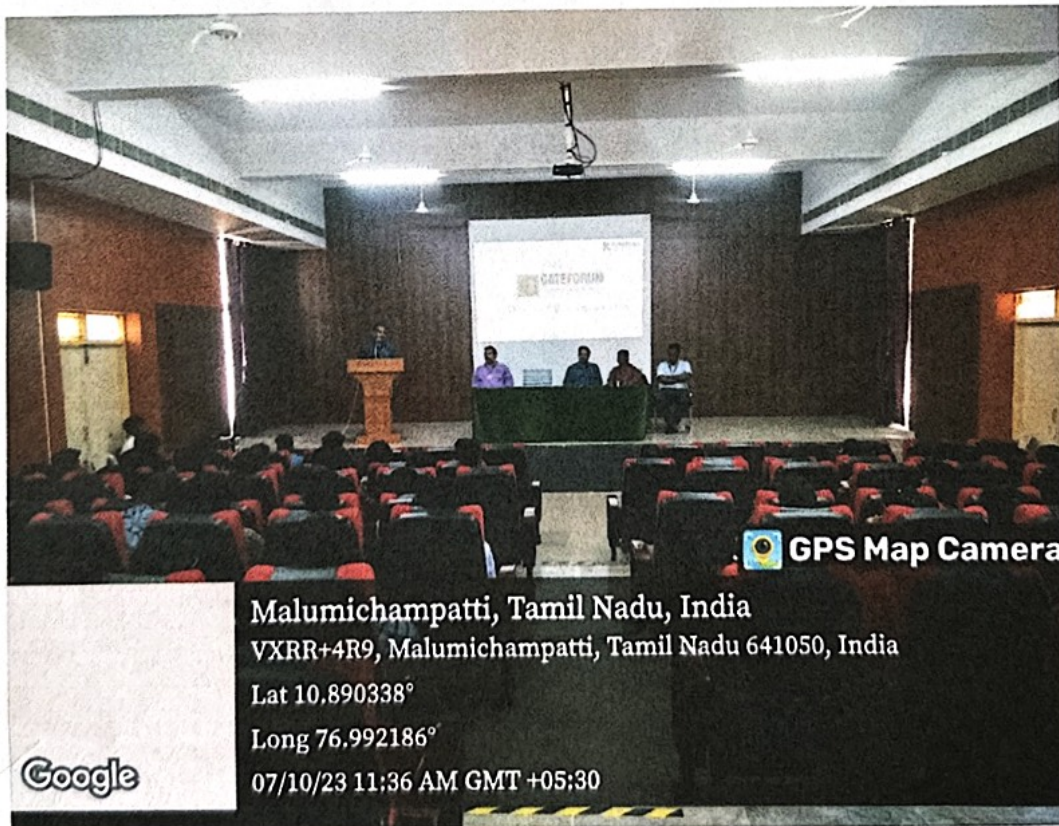 GATEFORUM
GPS Map Camera
Malumichampatti, Tamil Nadu, India
VXRR+4R9, Malumichampatti, Tamil Nadu 641050, India
Lat 10.890338°
Long 76.992186°
07/10/23 11:36 AM GMT +05:30
Google